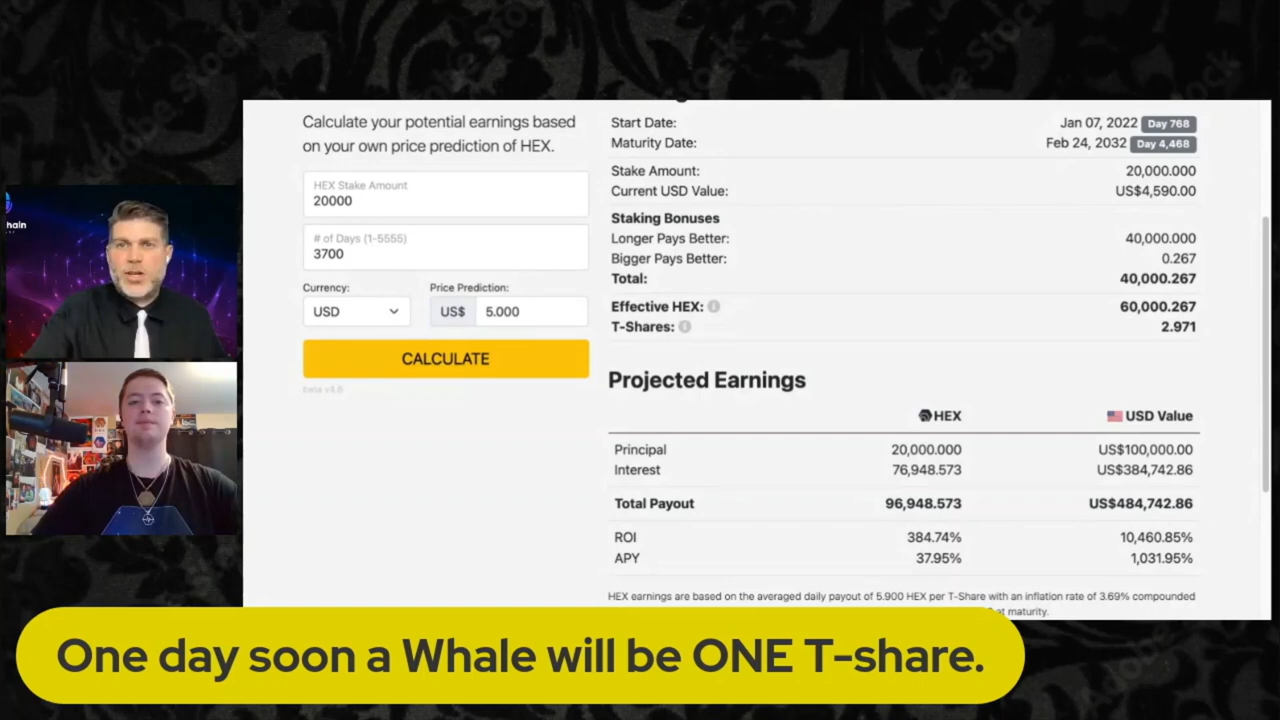 Calculate your potential earnings based
on your own price prediction of HEX.
HEX Stake Amount
20000
# of Days (1-5555)
3700
Currency:
Price Prediction:
USD
US$
5.000
CALCULATE
Start Date:
Jan 07, 2022 Day 768
Maturity Date:
Feb 24, 2032 Day 4,468
Stake Amount:
20,000.000
Current USD Value:
US$4,590.00
Staking Bonuses
Longer Pays Better:
40,000.000
Bigger Pays Better:
0.267
Total:
40,000.267
Effective HEX:
60,000.267
T-Shares:
2.971
Projected Earnings
HEX
USD Value
Principal
20,000.000
US$100,000.00
Interest
76,948.573
US$384,742.86
Total Payout
96,948.573
US$484,742.86
ROI
384.74%
10,460.85%
APY
37.95%
1,031.95%
HEX earnings are based on the averaged daily payout of 5.900 HEX per T-Share with an inflation rate of 3.69% compounded
at maturity.
hain
One day soon a Whale will be ONE T-share.